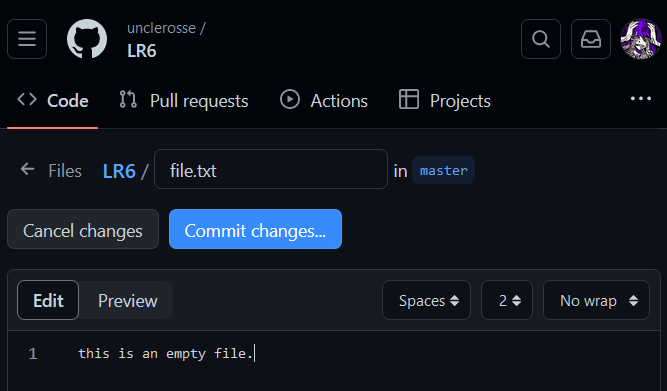 unclerosse /
LR6
Code Pull requests Actions Projects
Files LR6 / file.txt in master
Cancel changes Commit changes...
Edit Preview Spaces 2 No wrap
1 this is an empty file.